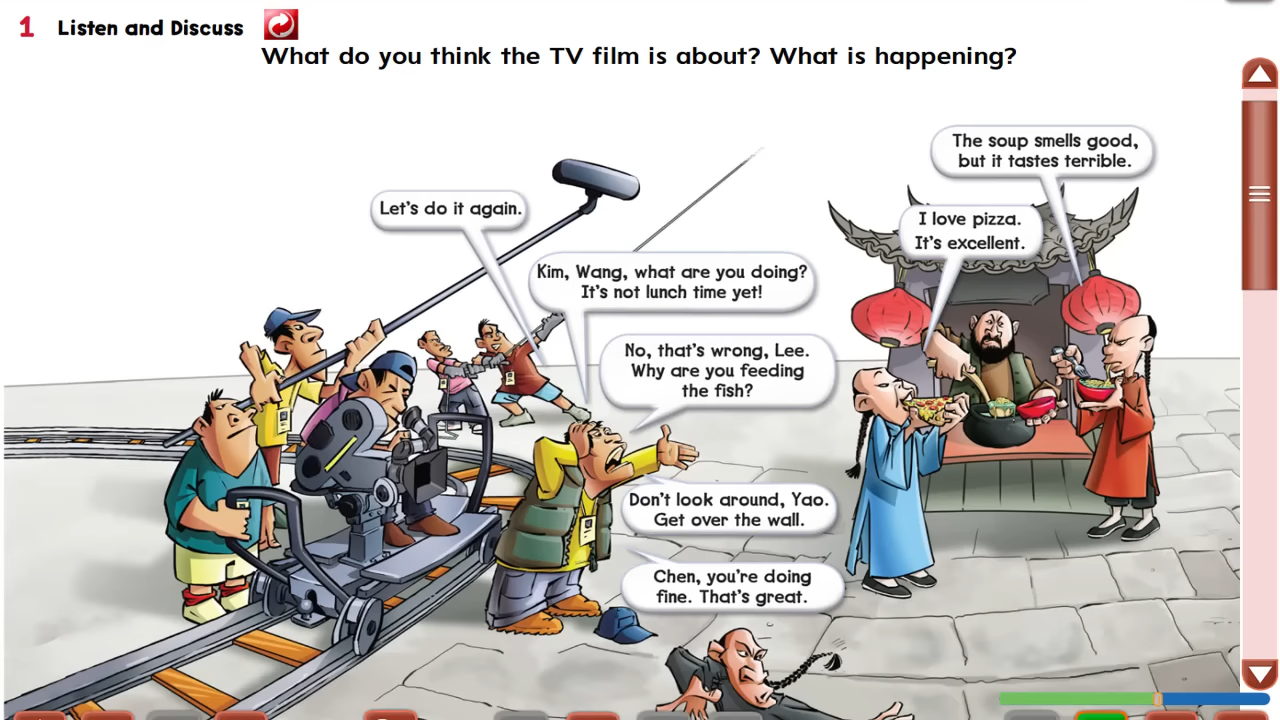 1 Listen and Discuss
What do you think the TV film is about? What is happening?
The soup smells good,
but it tastes terrible.
Let's do it again.
I love pizza.
It's excellent.
Kim, Wang, what are you doing?
It's not lunch time yet!
No, that's wrong, Lee.
Why are you feeding
the fish?
Don't look around, Yao.
Get over the wall.
Chen, you're doing
fine. That's great.